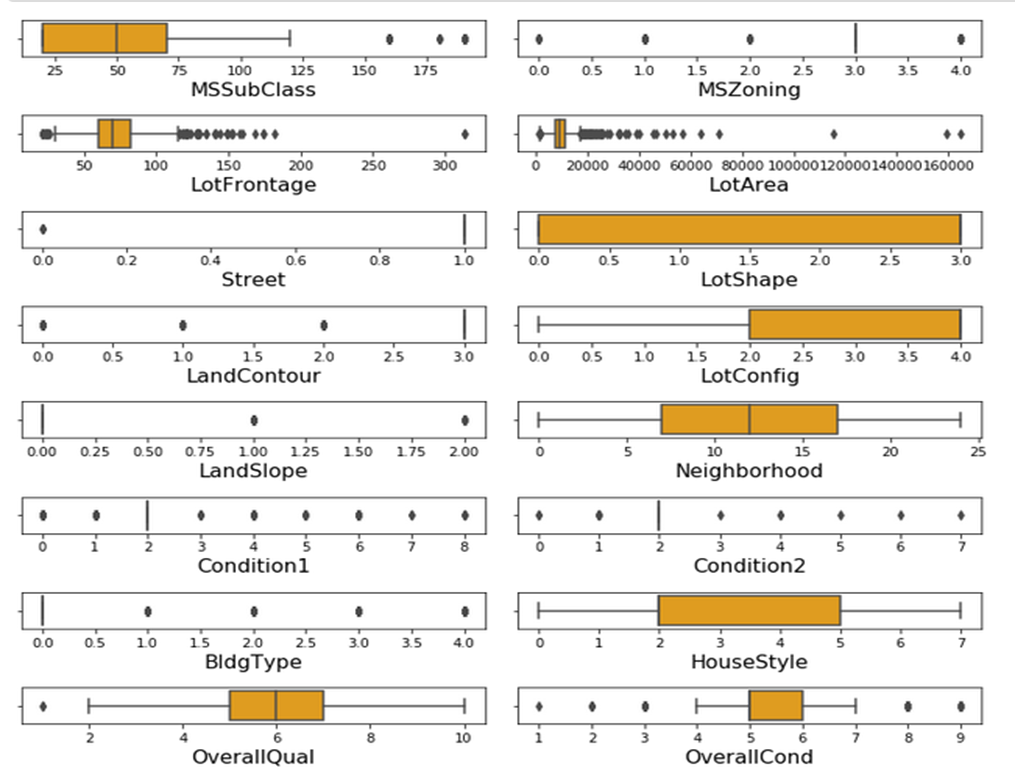 25 50 75 100 125 150 175
MSSubClass
0.0 0.5 1.0 1.5 2.0 2.5 3.0 3.5 4.0
MSZoning
50 100 150 200 250 300
LotFrontage
0 20000 40000 60000 80000 100000120000140000160000
LotArea
0.0 0.2 0.4 0.6 0.8 1.0
Street
0.0 0.5 1.0 1.5 2.0 2.5 3.0
LotShape
0.0 0.5 1.0 1.5 2.0 2.5 3.0
LandContour
0.0 0.5 1.0 1.5 2.0 2.5 3.0 3.5 4.0
LotConfig
0.00 0.25 0.50 0.75 1.00 1.25 1.50 1.75 2.00
LandSlope
0 5 10 15 20 25
Neighborhood
0 1 2 3 4 5 6 7 8
Condition1
0 1 2 3 4 5 6 7
Condition2
0.0 0.5 1.0 1.5 2.0 2.5 3.0 3.5 4.0
BldgType
0 1 2 3 4 5 6 7
HouseStyle
2 4 6 8 10
OverallQual
1 2 3 4 5 6 7 8 9
OverallCond